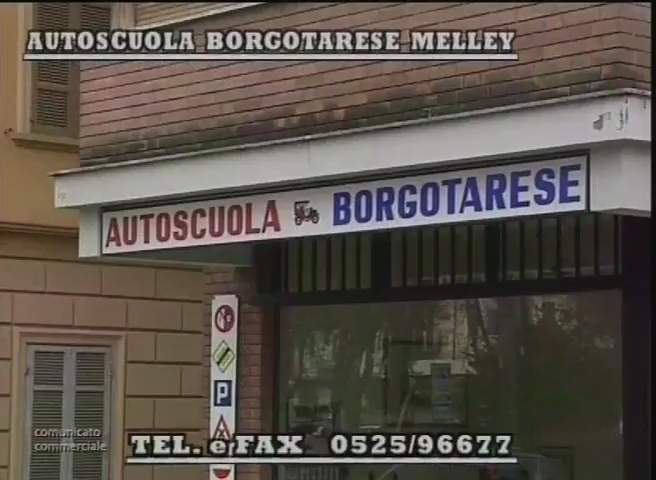 AUTOSCUOLA BORGOTARESE MELLEY
AUTOSCUOLA BORGOTARESE
P
comunicato
commerciale
TEL. e FAX 0525/96677